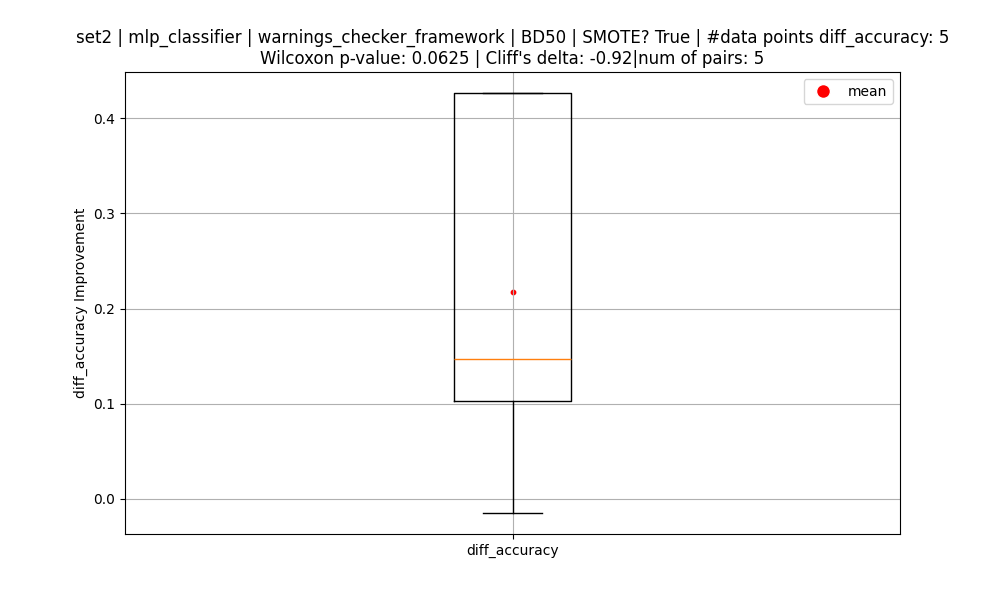 set2 | mlp_classifier | warnings_checker_framework | BD50 | SMOTE? True | #data points diff_accuracy: 5
Wilcoxon p-value: 0.0625 | Cliff's delta: -0.92|num of pairs: 5
mean
0.4
0.3
0.2
0.1
0.0
diff_accuracy Improvement
diff_accuracy